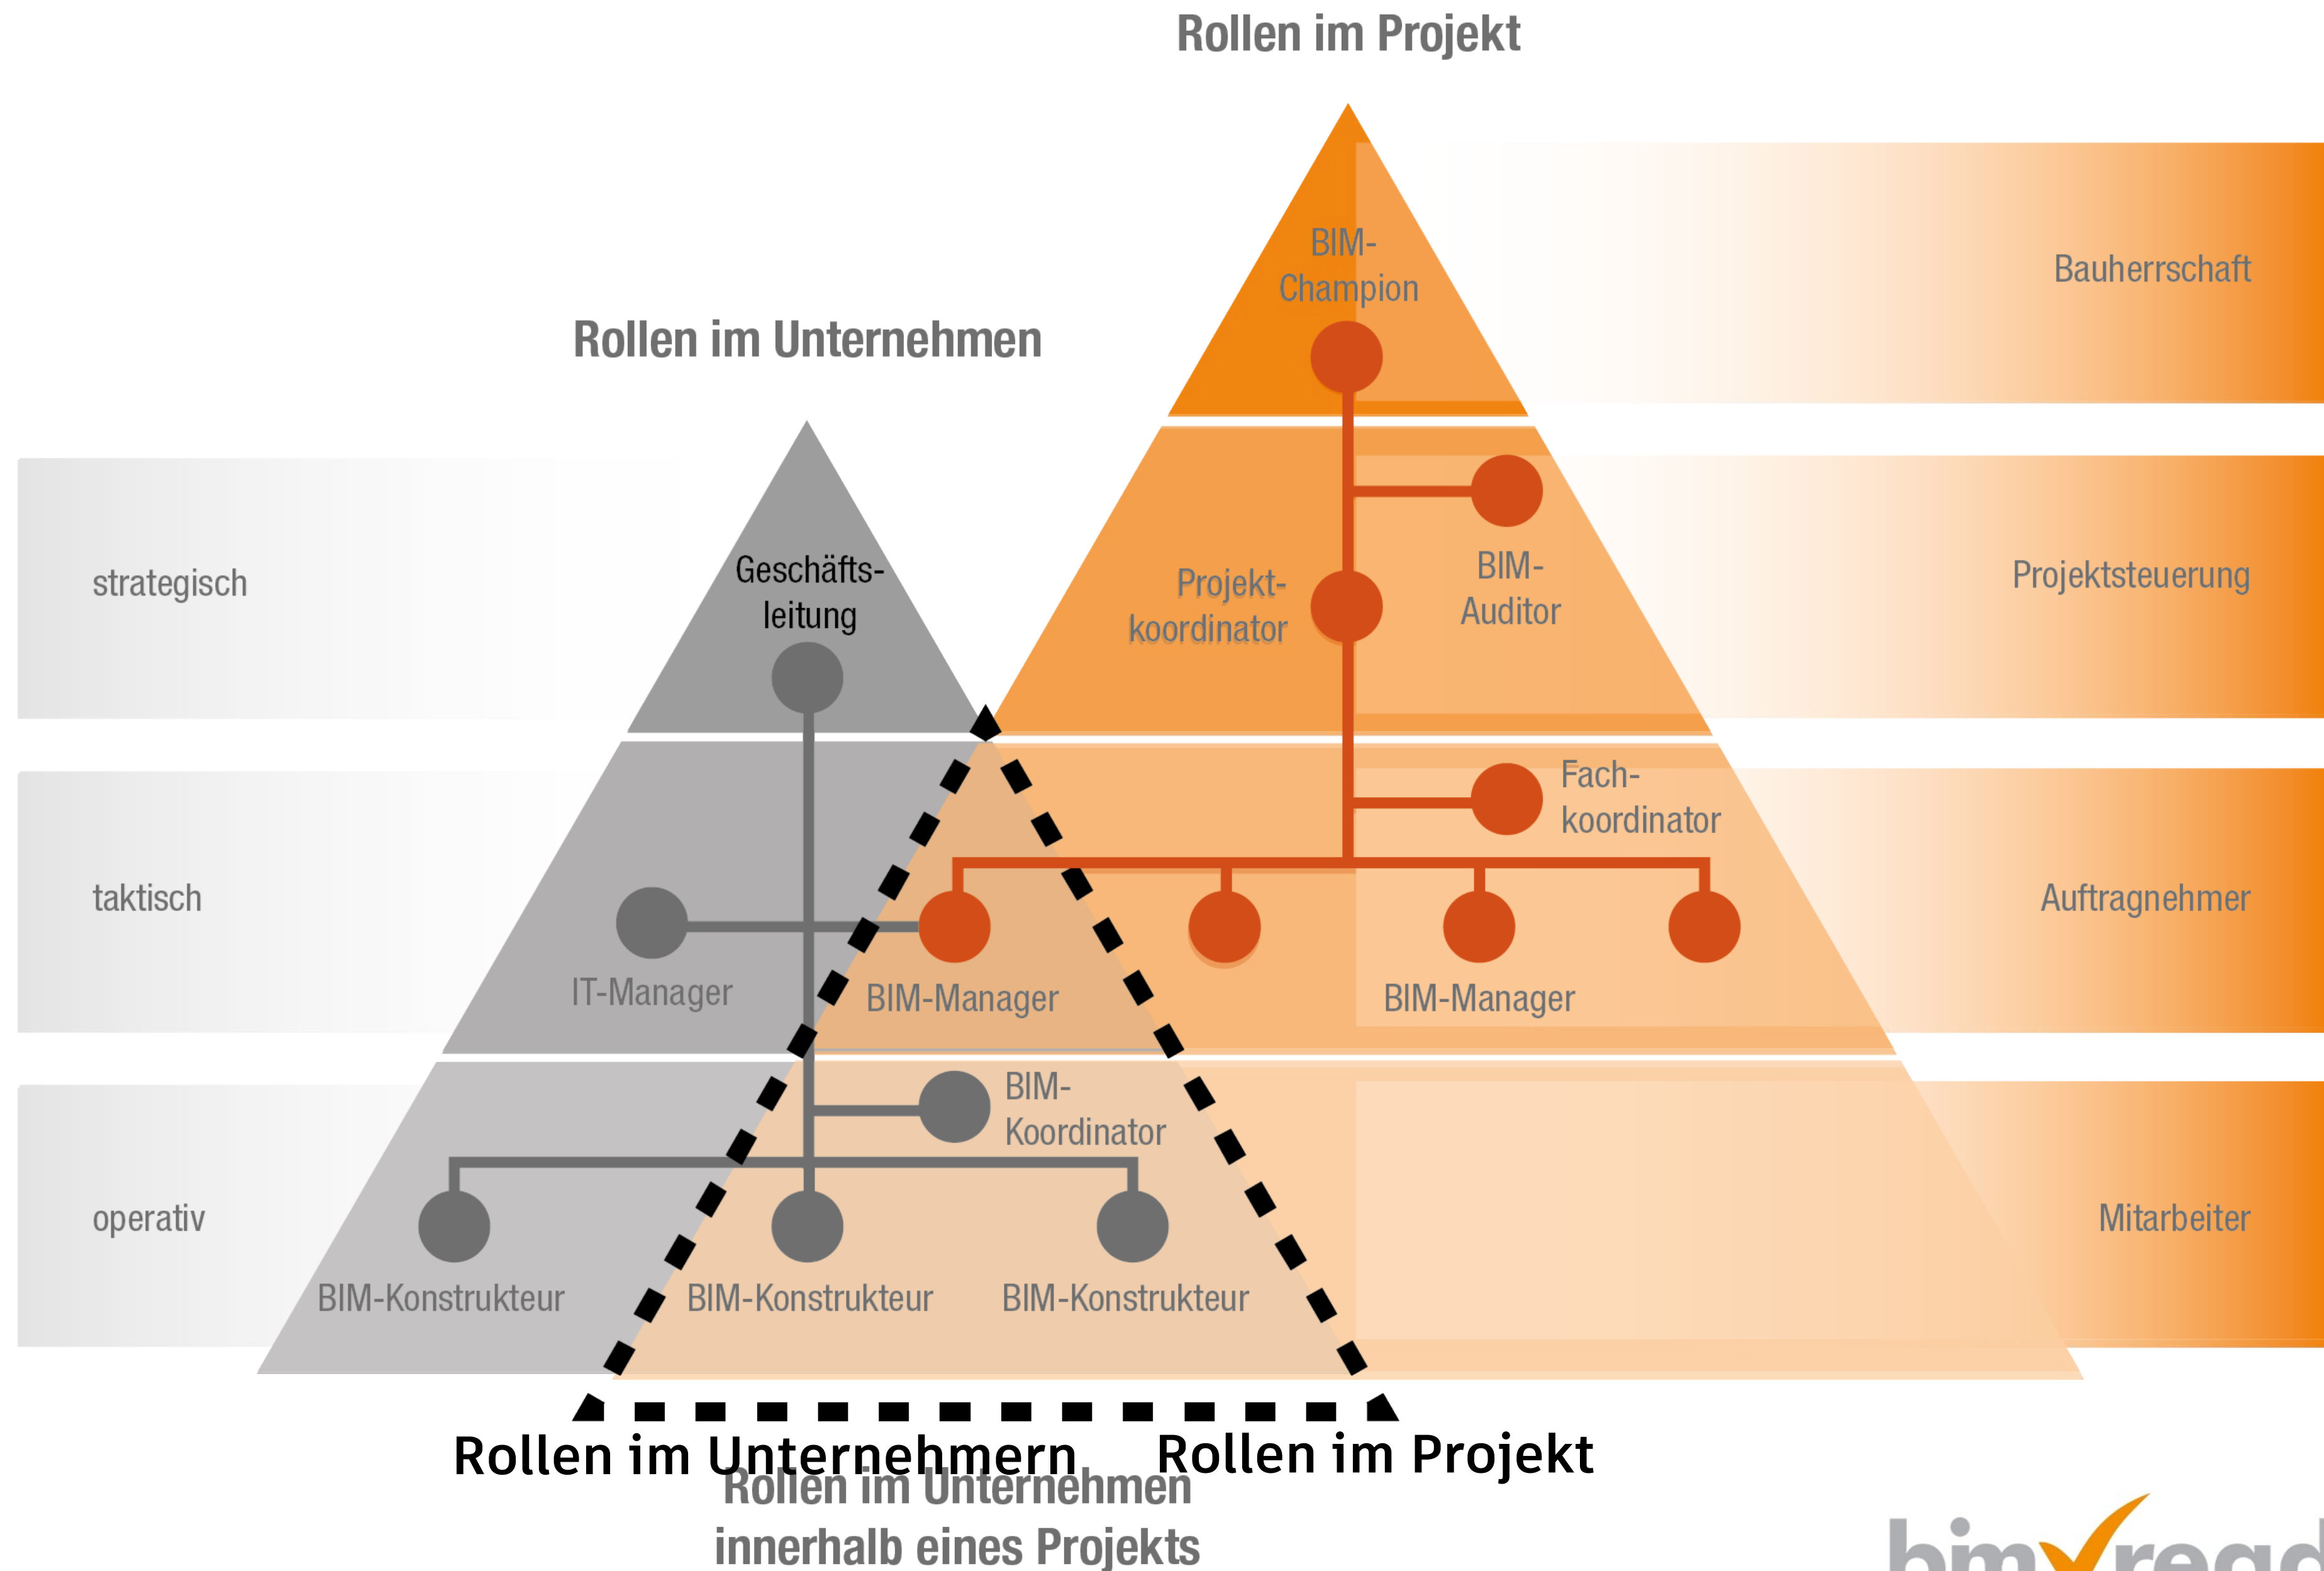 Rollen im Projekt
BIM-
Champion
Bauherrschaft
Rollen im Unternehmen
strategisch
Geschäfts-
leitung
Projekt-
koordinator
BIM-
Auditor
Projektsteuerung
taktisch
IT-Manager
BIM-Manager
Fach-
koordinator
BIM-Manager
Auftragnehmer
operativ
BIM-
Koordinator
BIM-Konstrukteur
BIM-Konstrukteur
BIM-Konstrukteur
Mitarbeiter
Rollen im Unternehmern
Rollen im Projekt
Rollen im Unternehmen
innerhalb eines Projekts